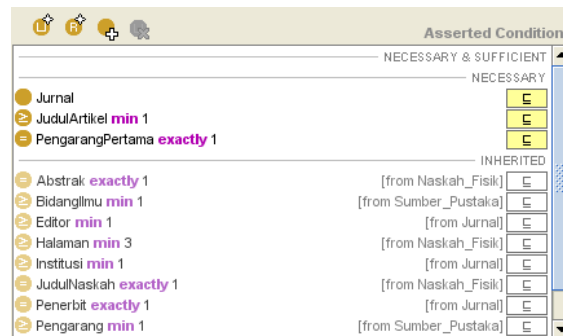 Asserted Condition
NECESSARY & SUFFICIENT
NECESSARY
Jurnal ⊑
≥ JudulArtikel min 1 ⊑
= PengarangPertama exactly 1 ⊑
INHERITED
= Abstrak exactly 1 [from Naskah_Fisik] ⊑
≥ BidangIlmu min 1 [from Sumber_Pustaka] ⊑
≥ Editor min 1 [from Jurnal] ⊑
≥ Halaman min 3 [from Naskah_Fisik] ⊑
≥ Institusi min 1 [from Jurnal] ⊑
= JudulNaskah exactly 1 [from Naskah_Fisik] ⊑
= Penerbit exactly 1 [from Jurnal] ⊑
≥ Pengarang min 1 [from Sumber_Pustaka] ⊑